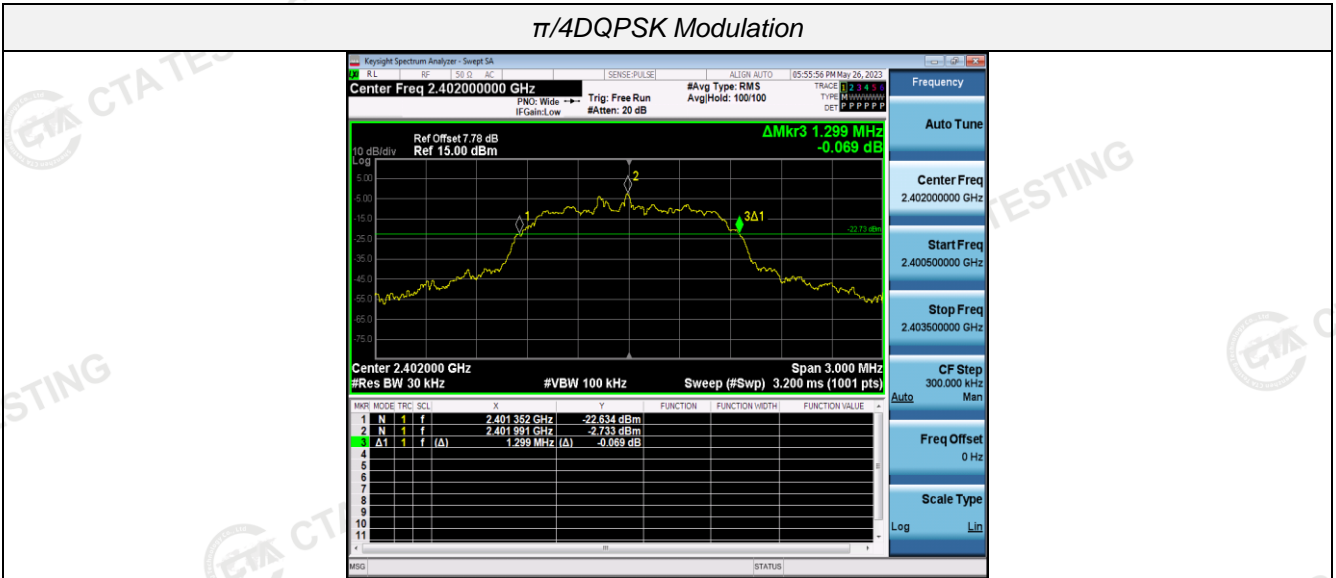 π/4DQPSK Modulation
Keysight Spectrum Analyzer - Swept SA
RL RF 50 Ω AC SENSE:PULSE ALIGN AUTO 05:55:56 PM May 26, 2023
Center Freq 2.402000000 GHz
PNO: Wide
IFGain:Low
Trig: Free Run
#Atten: 20 dB
#Avg Type: RMS
Avg|Hold: 100/100
TRACE 1 2 3 4 5 6
TYPE M
DET P P P P P P
Ref Offset 7.78 dB
10 dB/div Ref 15.00 dBm
Log
ΔMkr3 1.299 MHz
-0.069 dB
5.00
-5.00
-15.0
-25.0
-35.0
-45.0
-55.0
-65.0
-75.0
1
2
3Δ1
-22.73 dBm
Center 2.402000 GHz Span 3.000 MHz
#Res BW 30 kHz #VBW 100 kHz Sweep (#Swp) 3.200 ms (1001 pts)
MKR MODE TRC SCL X Y FUNCTION FUNCTION WIDTH FUNCTION VALUE
1 N 1 f 2.401 352 GHz -22.634 dBm
2 N 1 f 2.401 991 GHz -2.733 dBm
3 Δ1 1 f (Δ) 1.299 MHz (Δ) -0.069 dB
4
5
6
7
8
9
10
11
MSG STATUS
Frequency
Auto Tune
Center Freq
2.402000000 GHz
Start Freq
2.400500000 GHz
Stop Freq
2.403500000 GHz
CF Step
300.000 kHz
Auto Man
Freq Offset
0 Hz
Scale Type
Log Lin
CTA TES
TESTING
STING
CTA
CTA
C